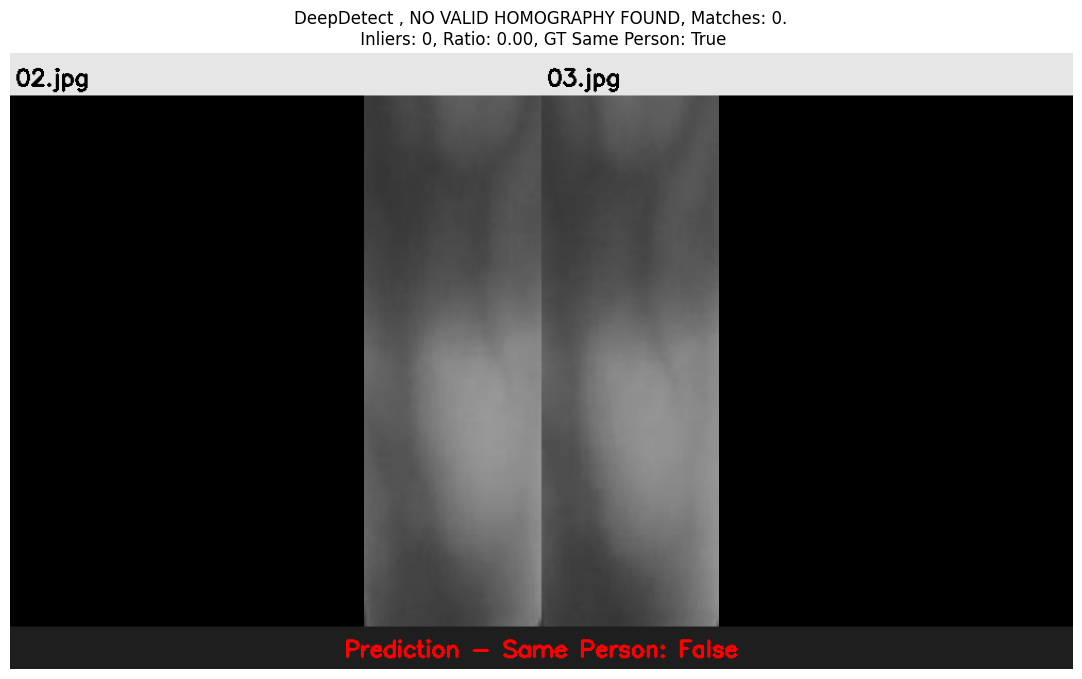 DeepDetect , NO VALID HOMOGRAPHY FOUND, Matches: 0.
Inliers: 0, Ratio: 0.00, GT Same Person: True
02.jpg
03.jpg
Prediction – Same Person: False